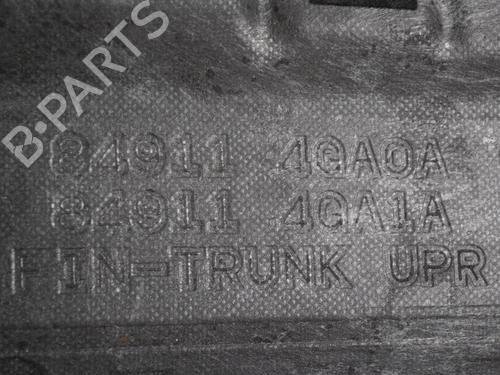 B-PARTS
84911 4GA0A
84911 4GA1A
FIN-TRUNK UPR